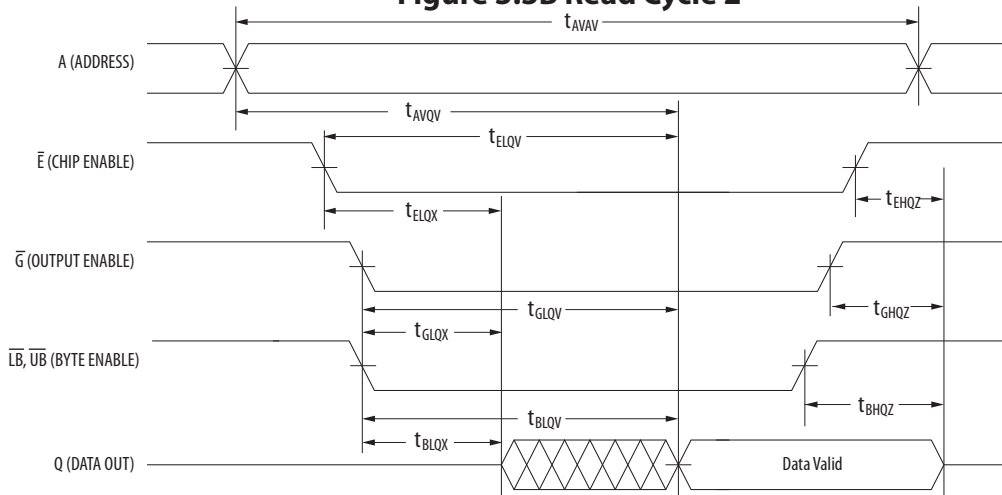 Figure 3.3B Read Cycle 2
tAVAV
A (ADDRESS)
tAVQV
tELQV
E̅ (CHIP ENABLE)
tELQX
tEHQZ
G̅ (OUTPUT ENABLE)
tGLQV
tGHQZ
tGLQX
L̅B̅, U̅B̅ (BYTE ENABLE)
tBLQV
tBHQZ
tBLQX
Q (DATA OUT)
Data Valid